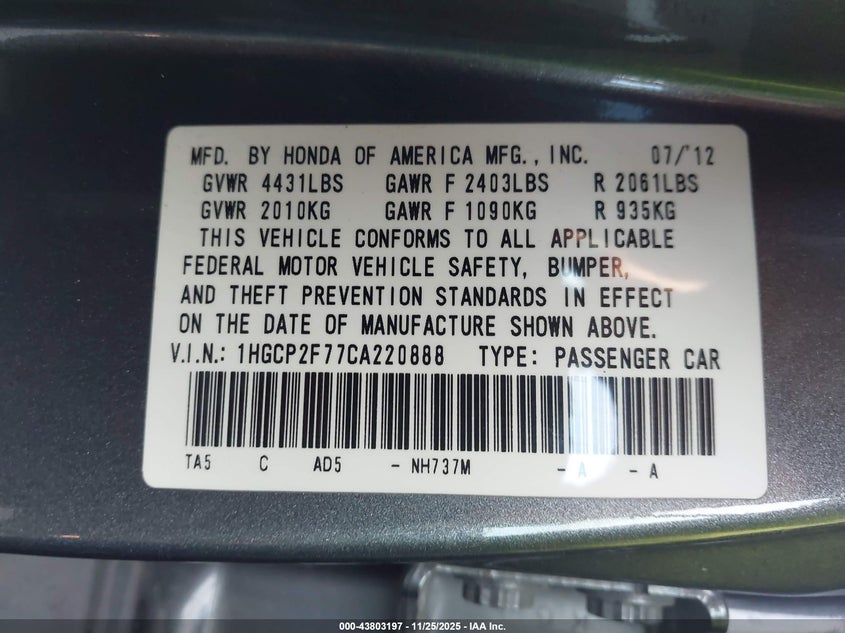 MFD. BY HONDA OF AMERICA MFG., INC. 07/'12
GVWR 4431LBS GAWR F 2403LBS R 2061LBS
GVWR 2010KG GAWR F 1090KG R 935KG
THIS VEHICLE CONFORMS TO ALL APPLICABLE
FEDERAL MOTOR VEHICLE SAFETY, BUMPER,
AND THEFT PREVENTION STANDARDS IN EFFECT
ON THE DATE OF MANUFACTURE SHOWN ABOVE.
V.I.N.: 1HGCP2F77CA220888 TYPE: PASSENGER CAR
TA5 C AD5 - NH737M - A - A
000-43803197 - 11/25/2025 - IAA Inc.